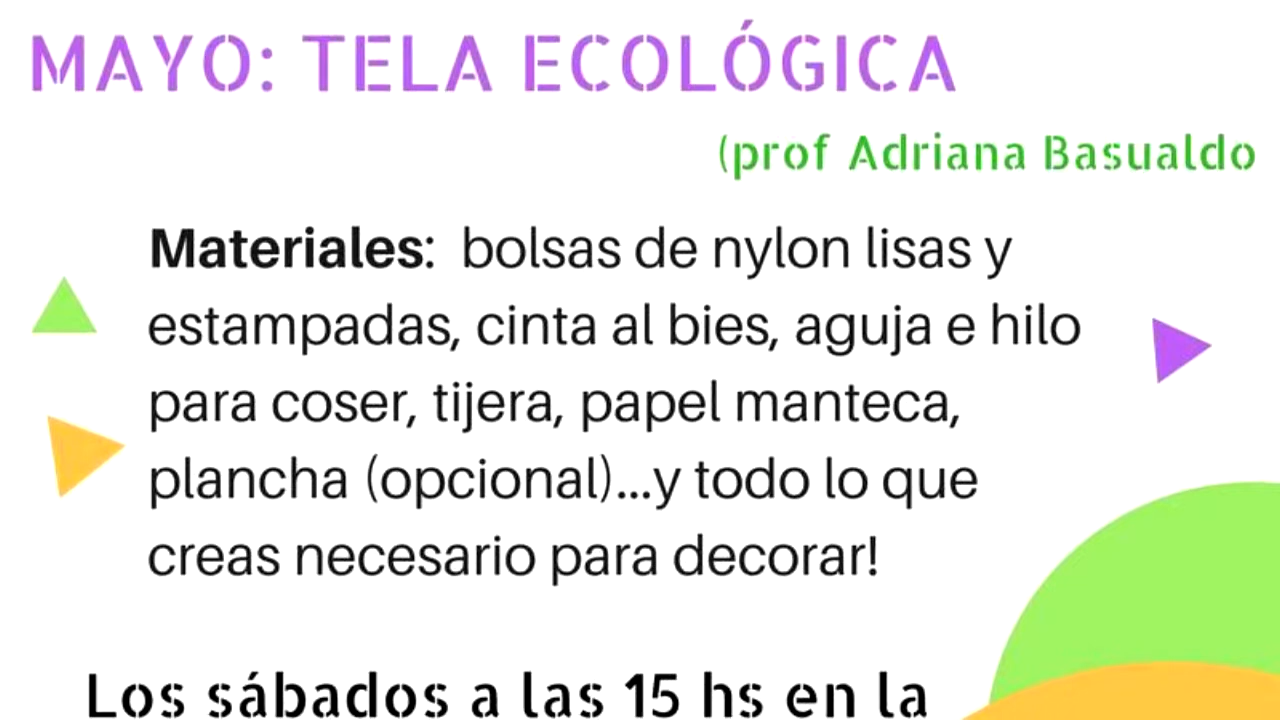 MAYO: TELA ECOLÓGICA
(prof Adriana Basualdo
Materiales: bolsas de nylon lisas y
estampadas, cinta al bies, aguja e hilo
para coser, tijera, papel manteca,
plancha (opcional)...y todo lo que
creas necesario para decorar!
Los sábados a las 15 hs en la